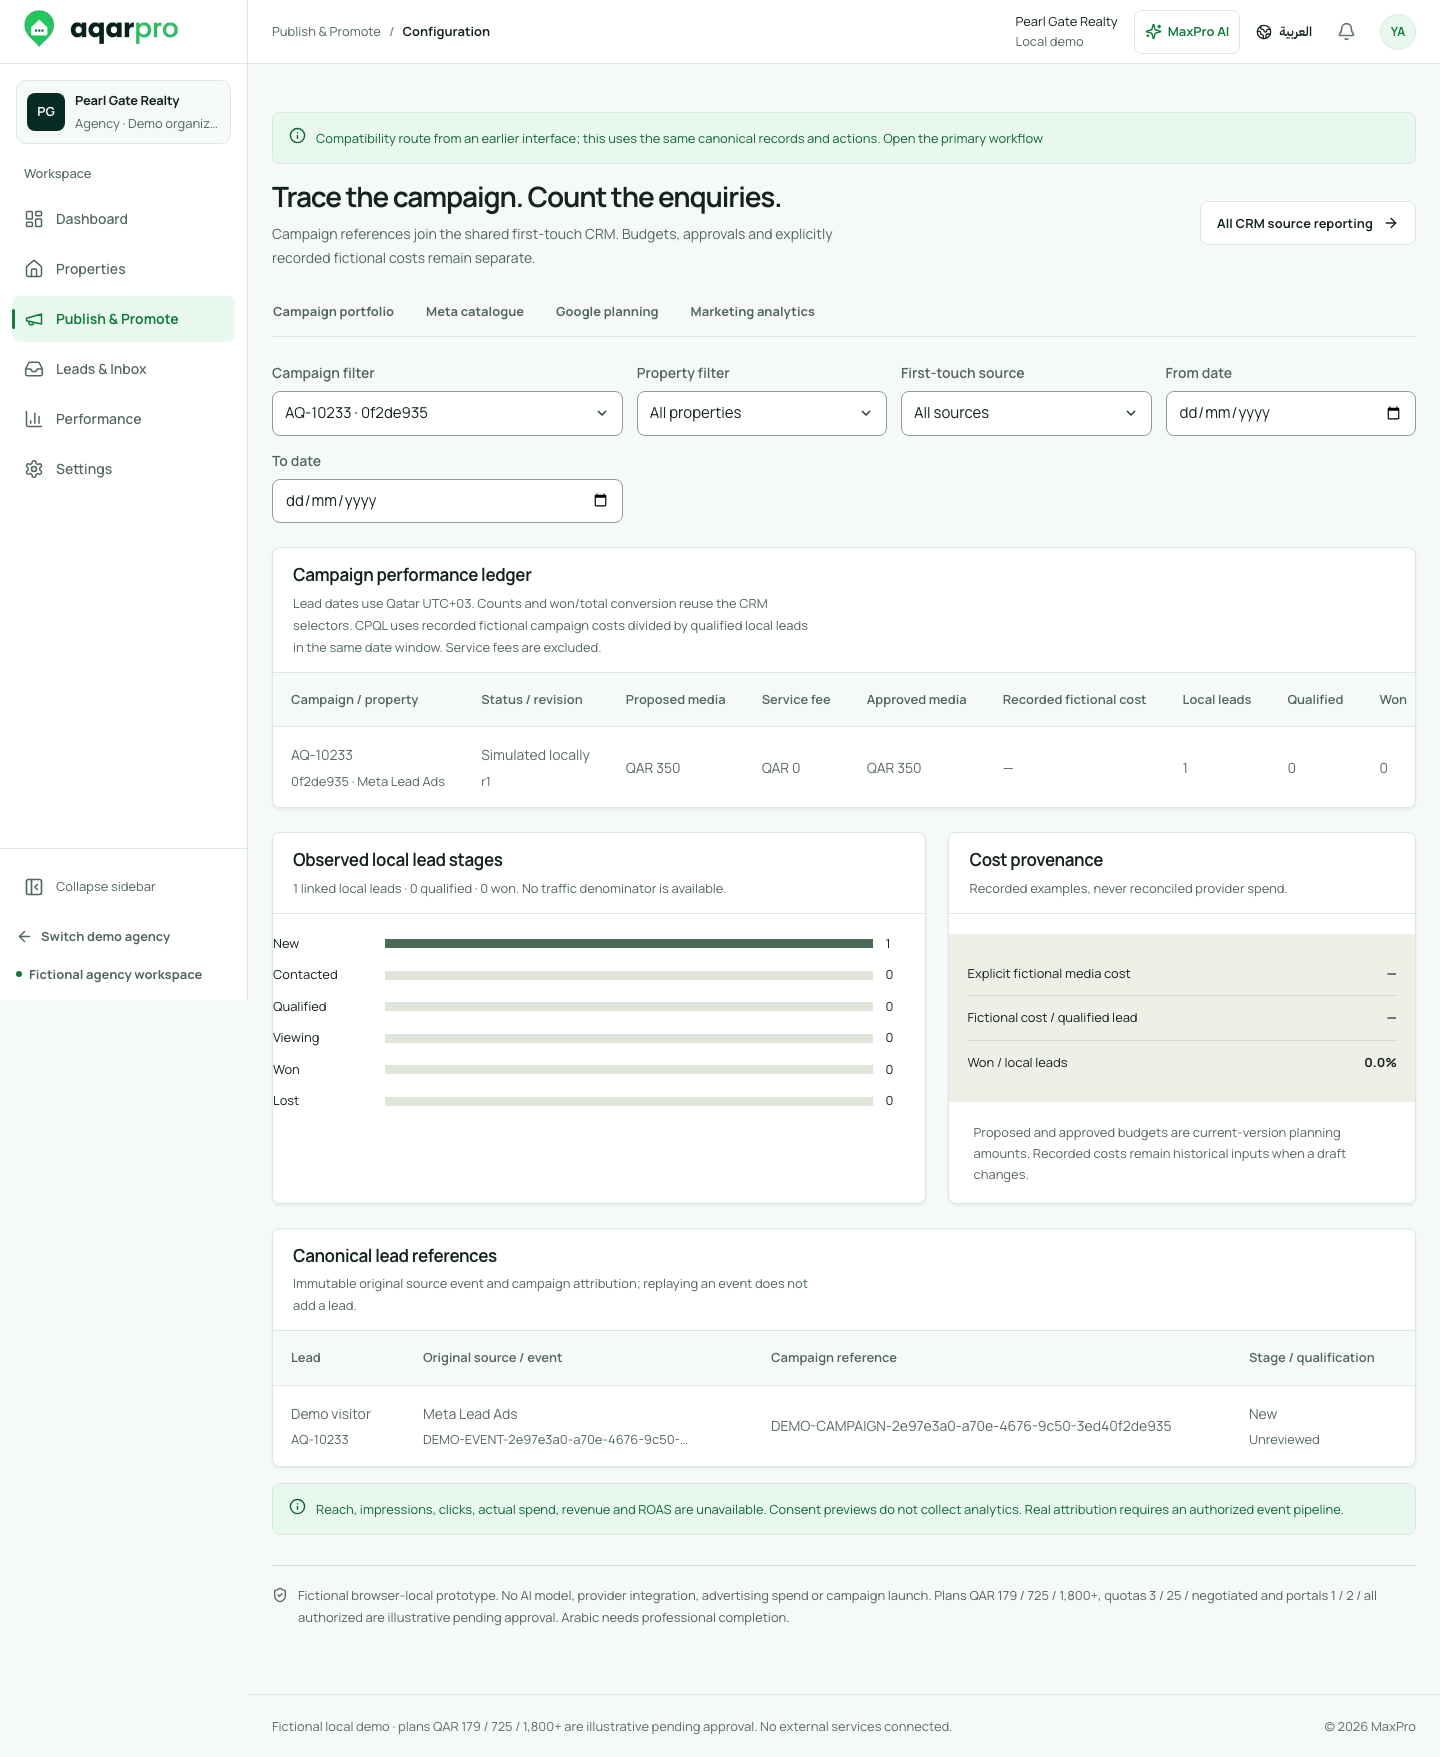 aqarpro
Publish & Promote / Configuration
Pearl Gate Realty
Local demo
MaxPro AI
العربية
YA
PG
Pearl Gate Realty
Agency · Demo organiz...
Workspace
Dashboard
Properties
Publish & Promote
Leads & Inbox
Performance
Settings
Collapse sidebar
Switch demo agency
Fictional agency workspace
Compatibility route from an earlier interface; this uses the same canonical records and actions. Open the primary workflow
Trace the campaign. Count the enquiries.
Campaign references join the shared first-touch CRM. Budgets, approvals and explicitly
recorded fictional costs remain separate.
All CRM source reporting
Campaign portfolio Meta catalogue Google planning Marketing analytics
Campaign filter Property filter First-touch source From date
AQ-10233 · 0f2de935 All properties All sources dd/mm/yyyy
To date
dd/mm/yyyy
Campaign performance ledger
Lead dates use Qatar UTC+03. Counts and won/total conversion reuse the CRM
selectors. CPQL uses recorded fictional campaign costs divided by qualified local leads
in the same date window. Service fees are excluded.
Campaign / property Status / revision Proposed media Service fee Approved media Recorded fictional cost Local leads Qualified Won
AQ-10233 Simulated locally
QAR 350 QAR 0 QAR 350 — 1 0 0
0f2de935 · Meta Lead Ads r1
Observed local lead stages
1 linked local leads · 0 qualified · 0 won. No traffic denominator is available.
New 1
Contacted 0
Qualified 0
Viewing 0
Won 0
Lost 0
Cost provenance
Recorded examples, never reconciled provider spend.
Explicit fictional media cost —
Fictional cost / qualified lead —
Won / local leads 0.0%
Proposed and approved budgets are current-version planning
amounts. Recorded costs remain historical inputs when a draft
changes.
Canonical lead references
Immutable original source event and campaign attribution; replaying an event does not
add a lead.
Lead Original source / event Campaign reference Stage / qualification
Demo visitor Meta Lead Ads New
DEMO-CAMPAIGN-2e97e3a0-a70e-4676-9c50-3ed40f2de935
AQ-10233 DEMO-EVENT-2e97e3a0-a70e-4676-9c50-... Unreviewed
Reach, impressions, clicks, actual spend, revenue and ROAS are unavailable. Consent previews do not collect analytics. Real attribution requires an authorized event pipeline.
Fictional browser-local prototype. No AI model, provider integration, advertising spend or campaign launch. Plans QAR 179 / 725 / 1,800+, quotas 3 / 25 / negotiated and portals 1 / 2 / all
authorized are illustrative pending approval. Arabic needs professional completion.
Fictional local demo · plans QAR 179 / 725 / 1,800+ are illustrative pending approval. No external services connected.
© 2026 MaxPro